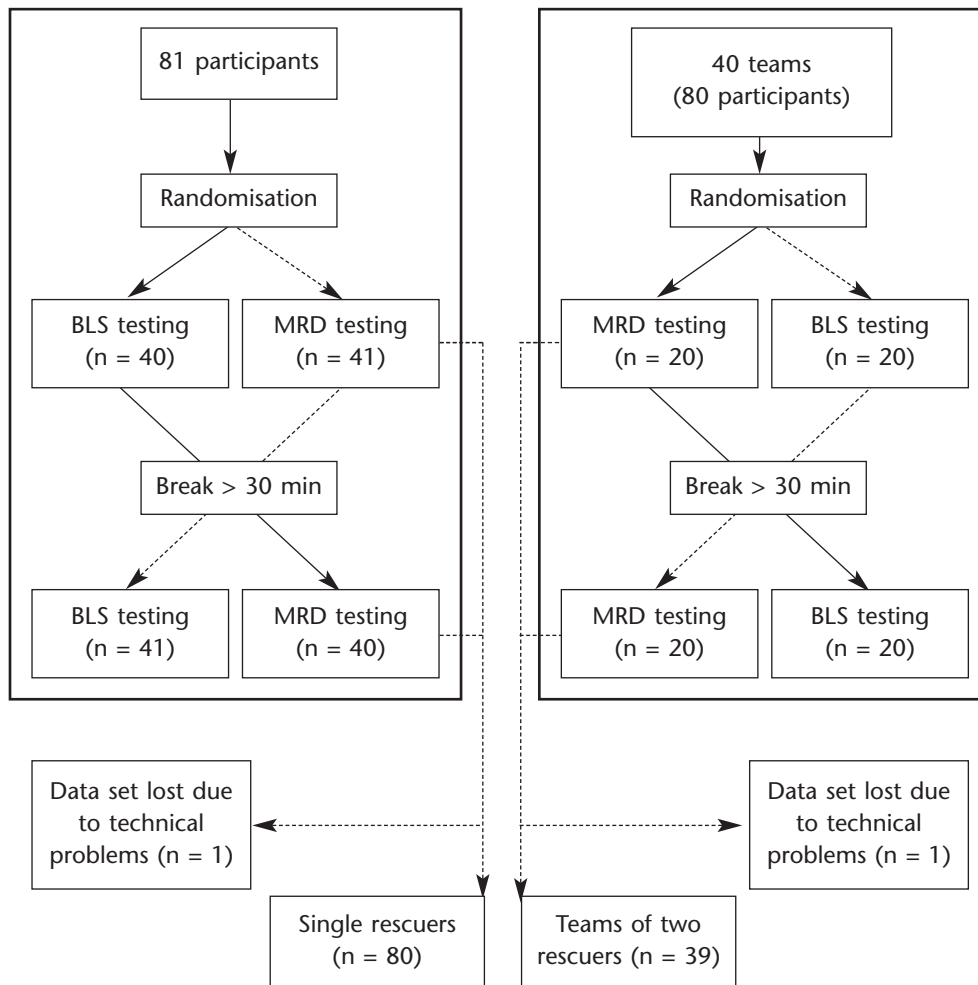 81 participants
Randomisation
BLS testing
(n = 40)
MRD testing
(n = 41)
Break > 30 min
BLS testing
(n = 41)
MRD testing
(n = 40)
40 teams
(80 participants)
Randomisation
MRD testing
(n = 20)
BLS testing
(n = 20)
Break > 30 min
MRD testing
(n = 20)
BLS testing
(n = 20)
Data set lost due
to technical
problems (n = 1)
Data set lost due
to technical
problems (n = 1)
Single rescuers
(n = 80)
Teams of two
rescuers (n = 39)